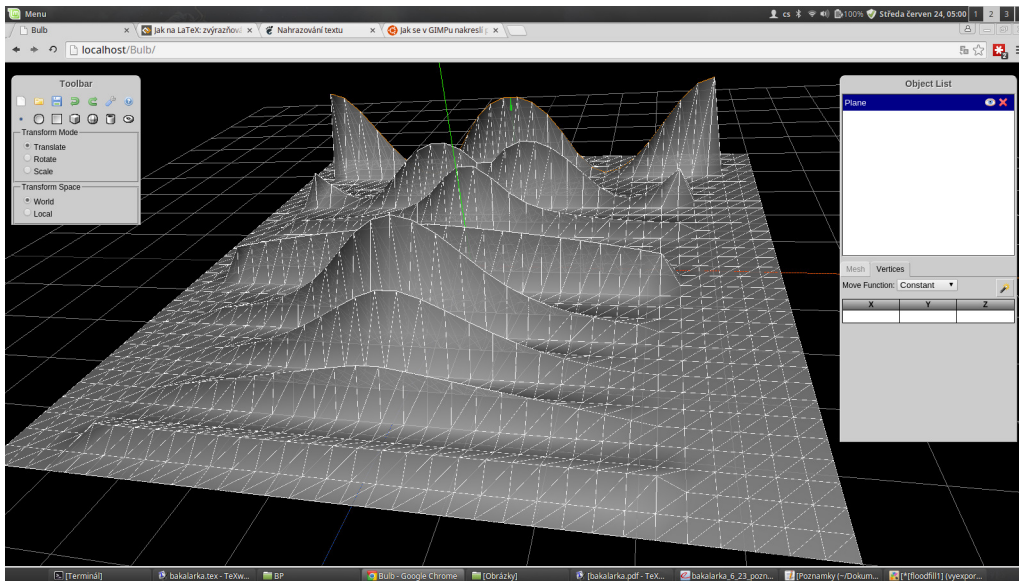 Menu
cs
100%
Středa červen 24, 05:00
1 2 3
Bulb
Jak na LaTeX: zvýrazňov
Nahrazování textu
Jak se v GIMPu nakreslí
localhost/Bulb/
2
Toolbar
Transform Mode
Translate
Rotate
Scale
Transform Space
World
Local
Object List
Plane
Mesh Vertices
Move Function: Constant
X Y Z
[Terminál]
bakalarka.tex - TeXw...
BP
Bulb - Google Chrome
[Obrázky]
[bakalarka.pdf - TeX...
bakalarka_6_23_pozn...
[Poznamky (~/Dokum...
[*[floodfill1] (vyexpor...